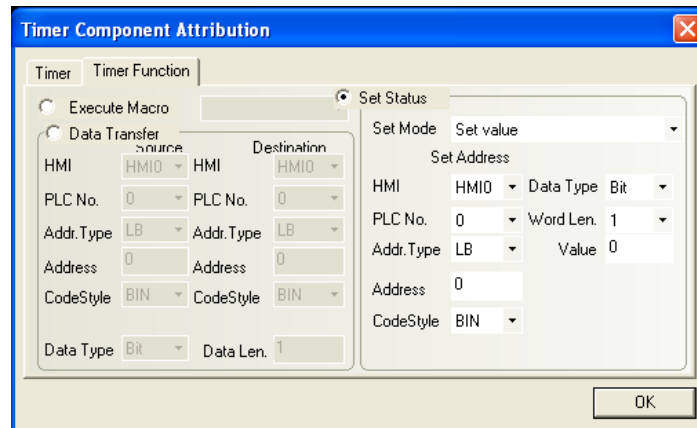 Timer Component Attribution
Timer Timer Function
Execute Macro
Data Transfer
Source Destination
HMI HMI0 HMI HMI0
PLC No. 0 PLC No. 0
Addr.Type LB Addr.Type LB
Address 0 Address 0
CodeStyle BIN CodeStyle BIN
Data Type Bit Data Len. 1
Set Status
Set Mode Set value
Set Address
HMI HMI0 Data Type Bit
PLC No. 0 Word Len. 1
Addr.Type LB Value 0
Address 0
CodeStyle BIN
OK